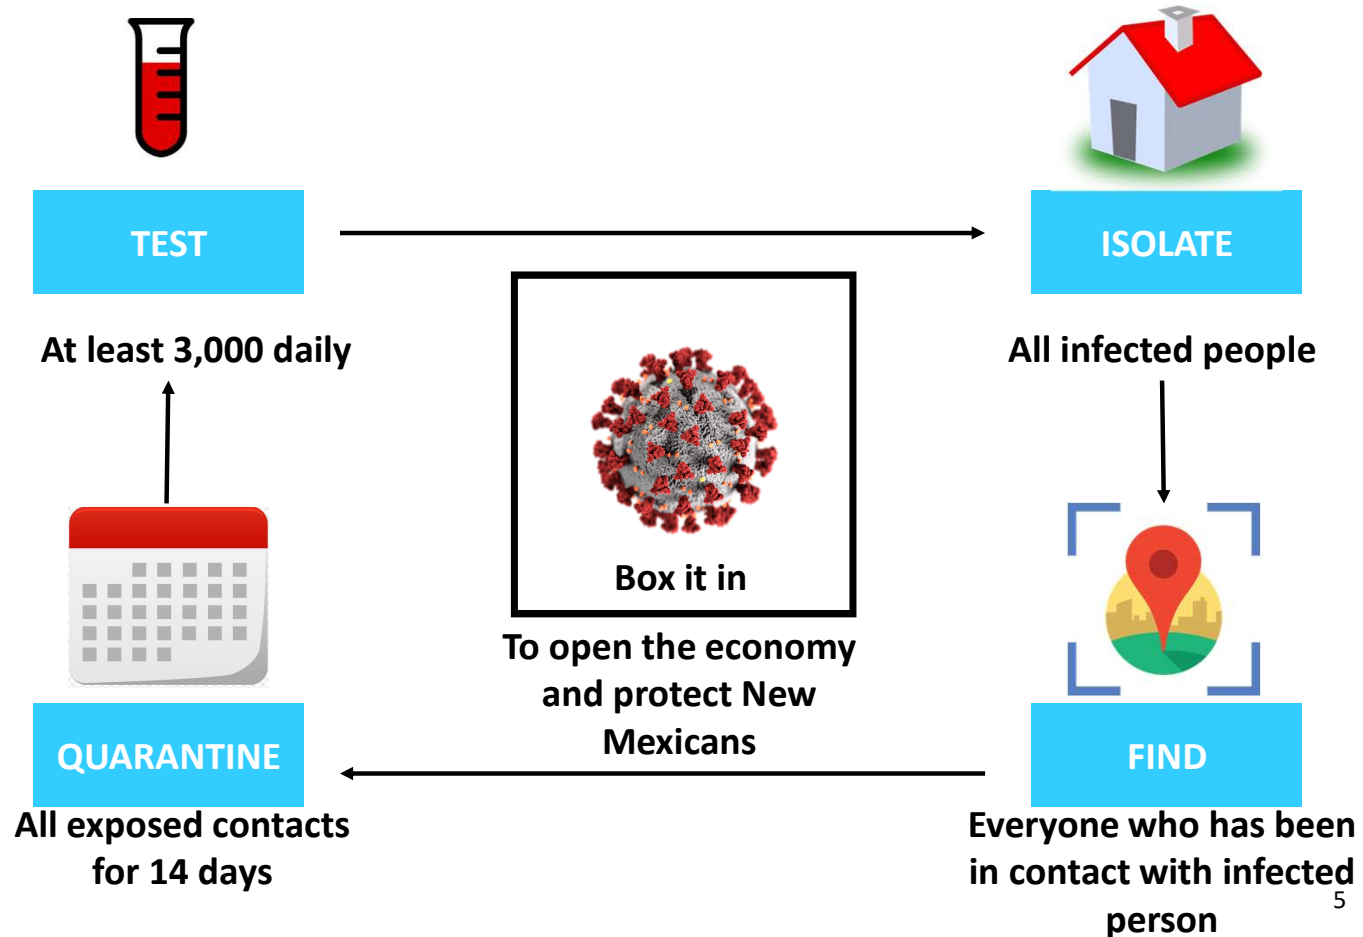 TEST
ISOLATE
At least 3,000 daily
All infected people
Box it in
To open the economy
and protect New
Mexicans
QUARANTINE
FIND
All exposed contacts
for 14 days
Everyone who has been
in contact with infected
person
5